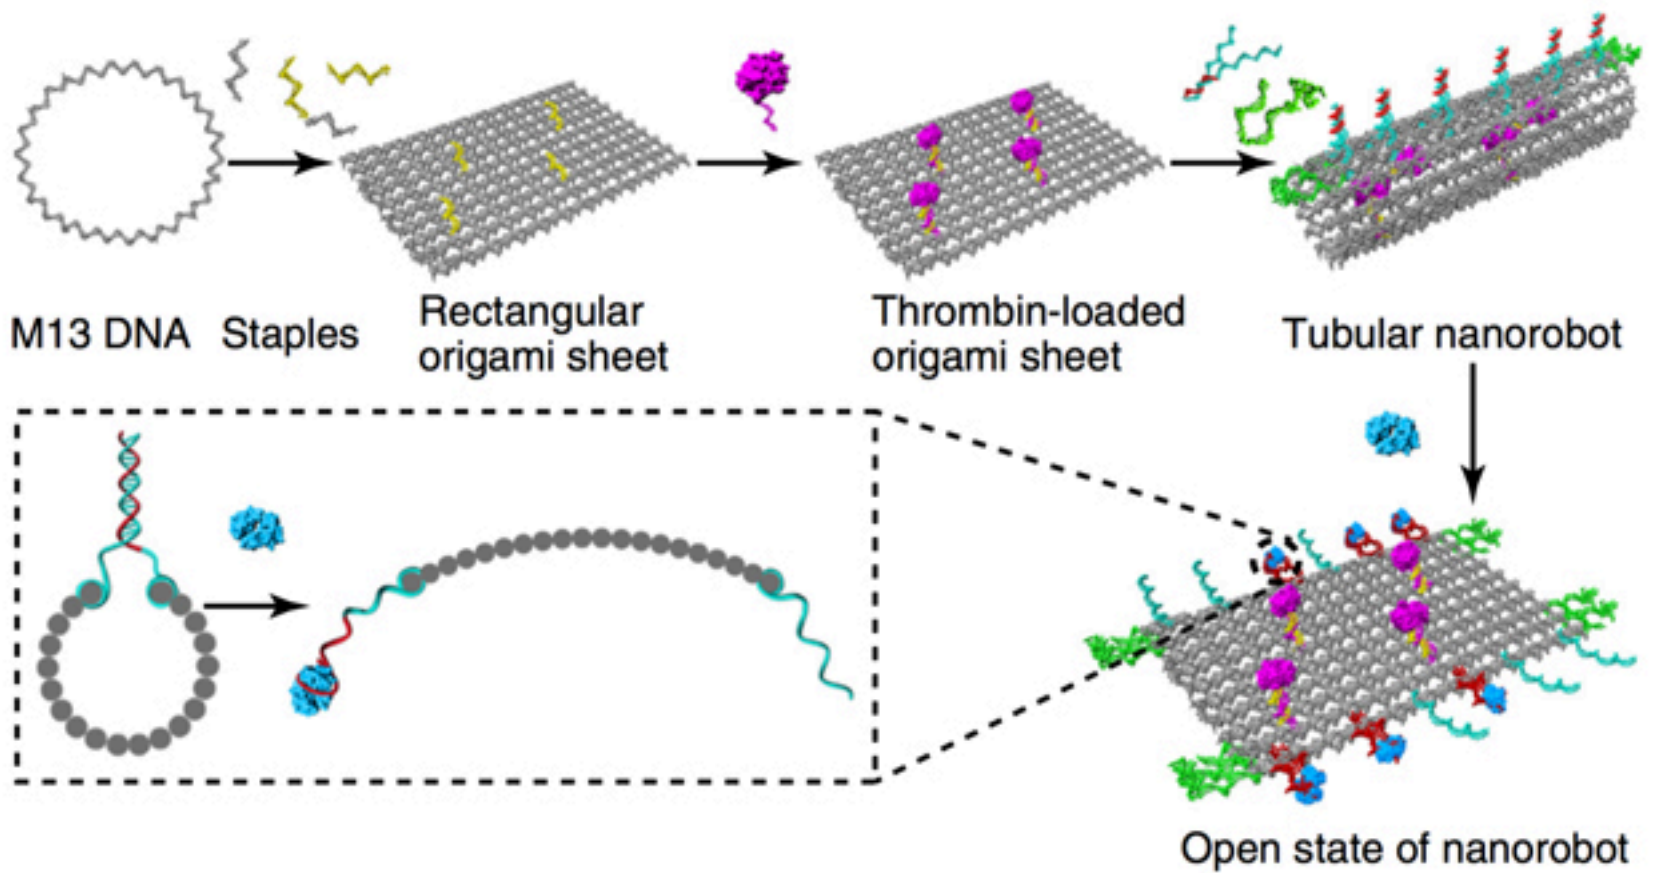 M13 DNA
Staples
Rectangular
origami sheet
Thrombin-loaded
origami sheet
Tubular nanorobot
Open state of nanorobot